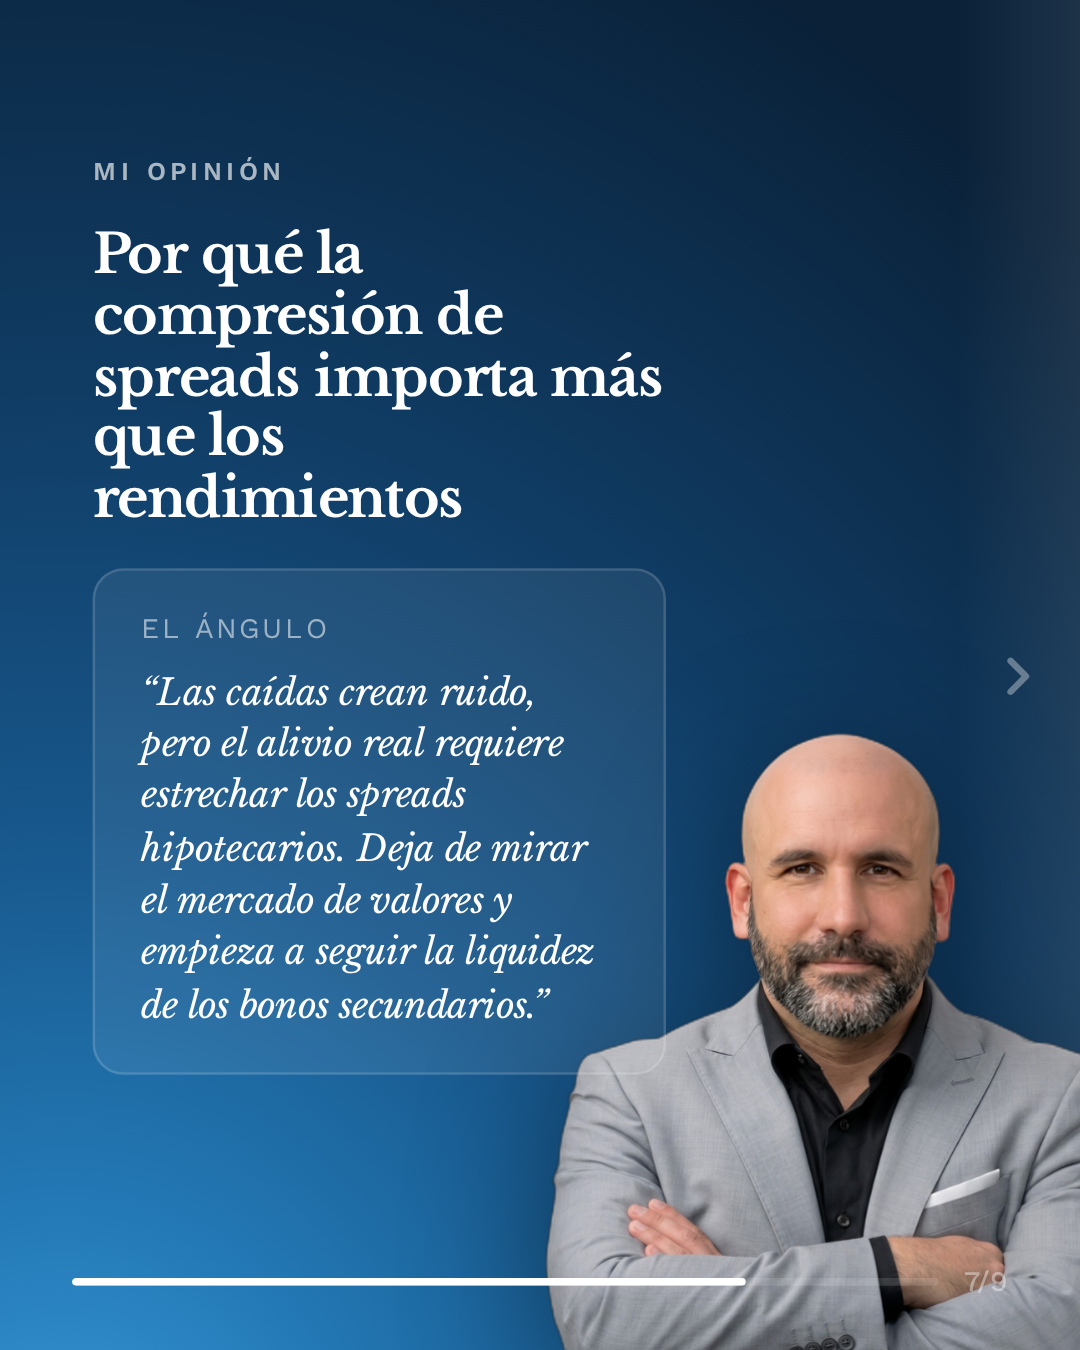 MI OPINIÓN
Por qué la
compresión de
spreads importa más
que los
rendimientos
EL ÁNGULO
“Las caídas crean ruido,
pero el alivio real requiere
estrechar los spreads
hipotecarios. Deja de mirar
el mercado de valores y
empieza a seguir la liquidez
de los bonos secundarios.”
7/9